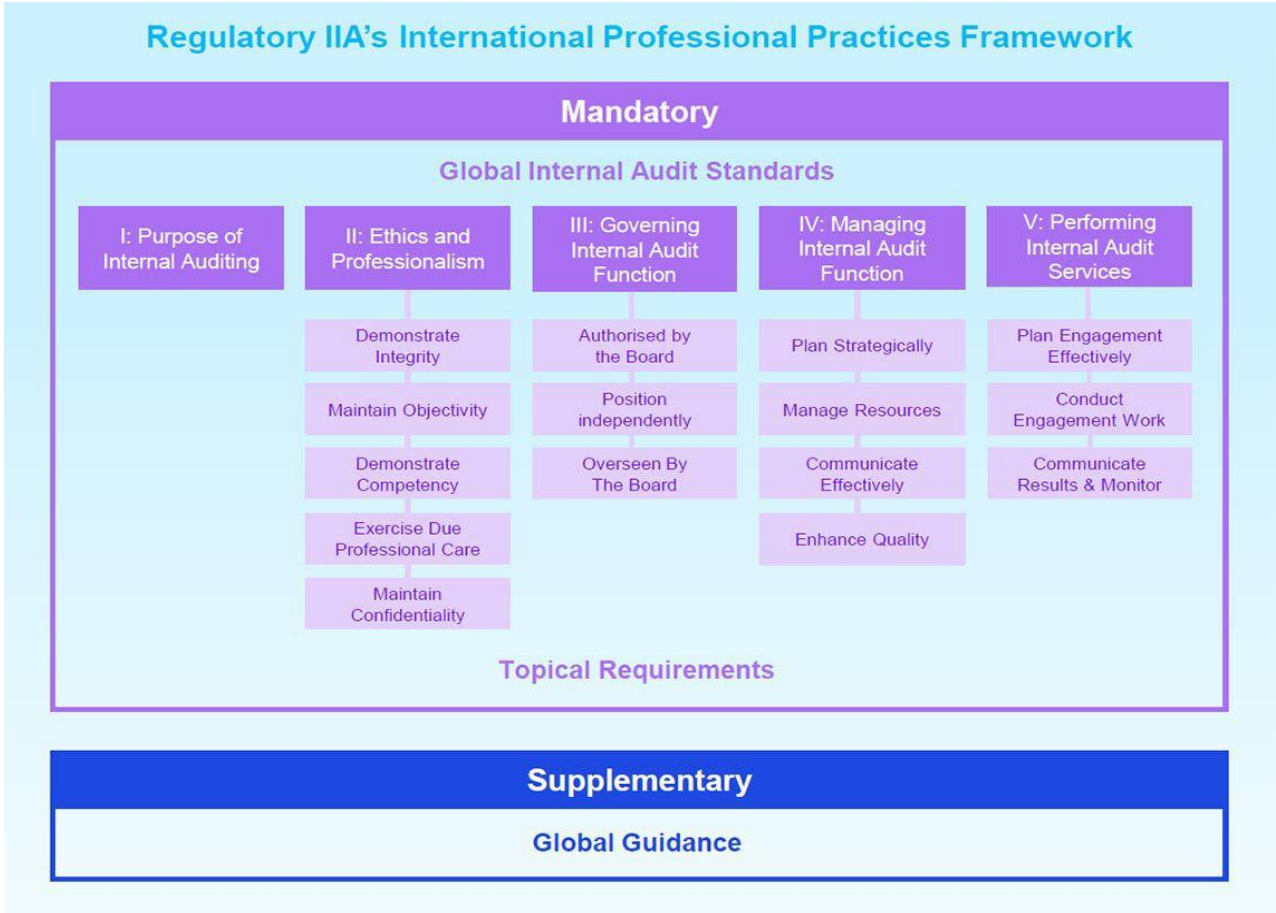 Regulatory IIA's International Professional Practices Framework
Mandatory
Global Internal Audit Standards
I: Purpose of
Internal Auditing
II: Ethics and
Professionalism
Demonstrate
Integrity
Maintain Objectivity
Demonstrate
Competency
Exercise Due
Professional Care
Maintain
Confidentiality
III: Governing
Internal Audit
Function
Authorised by
the Board
Position
independently
Overseen By
The Board
IV: Managing
Internal Audit
Function
Plan Strategically
Manage Resources
Communicate
Effectively
Enhance Quality
V: Performing
Internal Audit
Services
Plan Engagement
Effectively
Conduct
Engagement Work
Communicate
Results & Monitor
Topical Requirements
Supplementary
Global Guidance